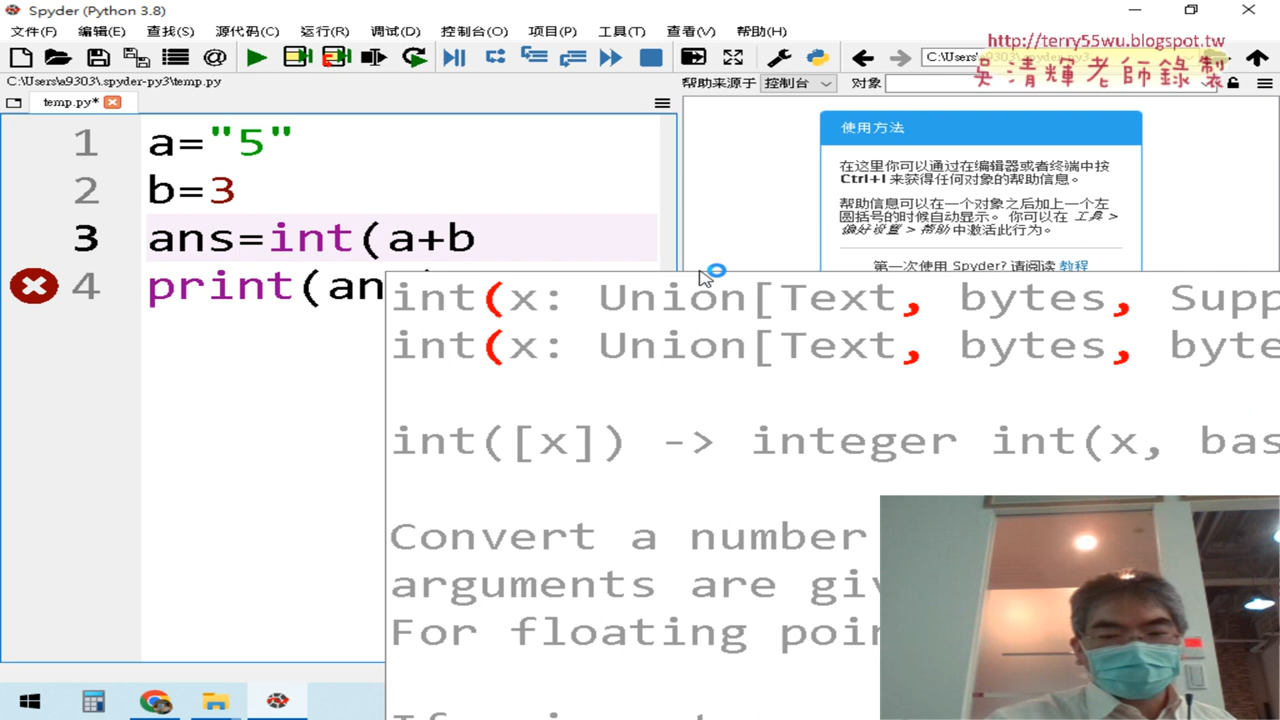 Spyder (Python 3.8)
文件(F) 编辑(E) 查找(S) 源代码(C) 运行(R) 调试(D) 控制台(O) 项目(P) 工具(T) 查看(V) 帮助(H)
http://terry55wu.blogspot.tw
吳清輝老師錄製
C:\Users\a9303\.spyder-py3\temp.py
帮助来源于 控制台 对象
temp.py*
使用方法
在这里你可以通过在编辑器或者终端中按
Ctrl+I 来获得任何对象的帮助信息。
帮助信息可以在一个对象之后加上一个左
圆括号的时候自动显示。 你可以在 工具 >
偏好设置 > 帮助 中激活此行为。
第一次使用 Spyder? 请阅读 教程
1 a="5"
2 b=3
3 ans=int(a+b
4 print(an
int(x: Union[Text, bytes, Supp
int(x: Union[Text, bytes, byte
int([x]) -> integer int(x, bas
Convert a number
arguments are giv
For floating poin